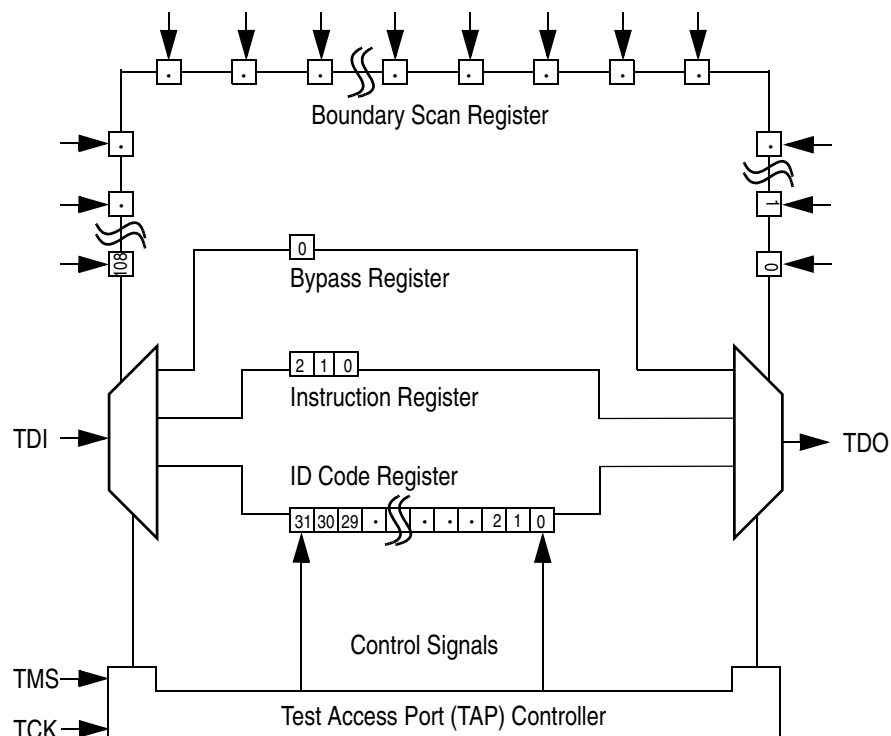 . . . . . . . .
Boundary Scan Register
. .
. 1
108 0
0
Bypass Register
2 1 0
Instruction Register
TDI TDO
ID Code Register
31 30 29 . . . . 2 1 0
Control Signals
TMS
Test Access Port (TAP) Controller
TCK